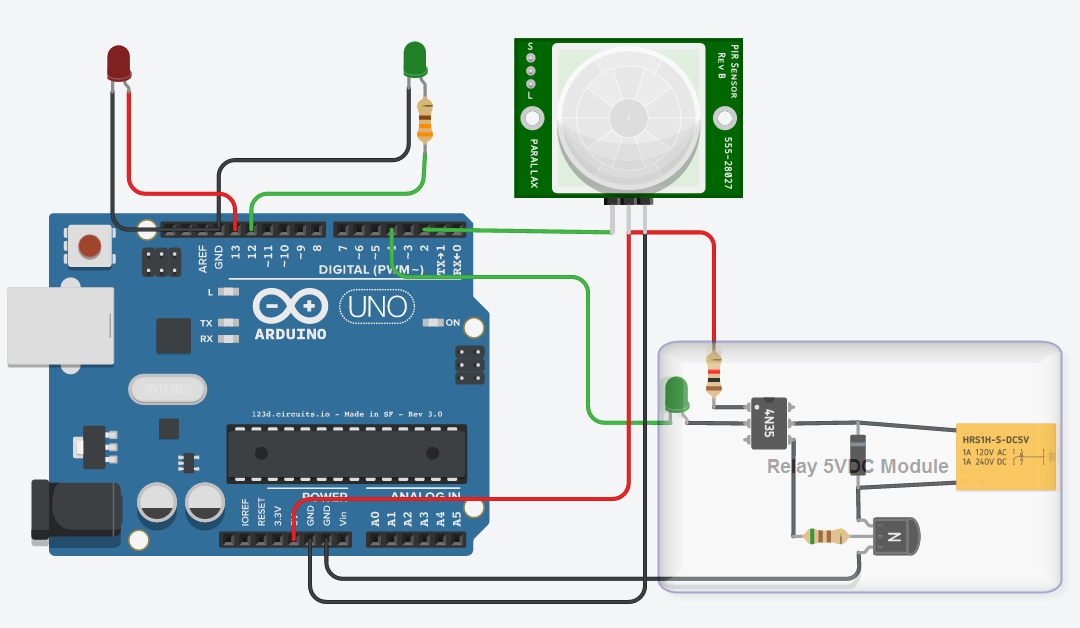 S
L
PARALLAX
PIR SENSOR
REV B
555-28027
AREF
GND
13
12
~11
~10
~9
8
7
~6
~5
4
~3
2
TX→1
RX←0
DIGITAL (PWM ~)
L
TX
RX
UNO
ARDUINO
ON
123d.circuits.io - Made in SF - Rev 3.0
POWER
ANALOG IN
IOREF
RESET
3.3V
GND
GND
Vin
A0
A1
A2
A3
A4
A5
4N35
Relay 5VDC Module
HRS1H-S-DC5V
1A 120V AC
1A 240V DC
N